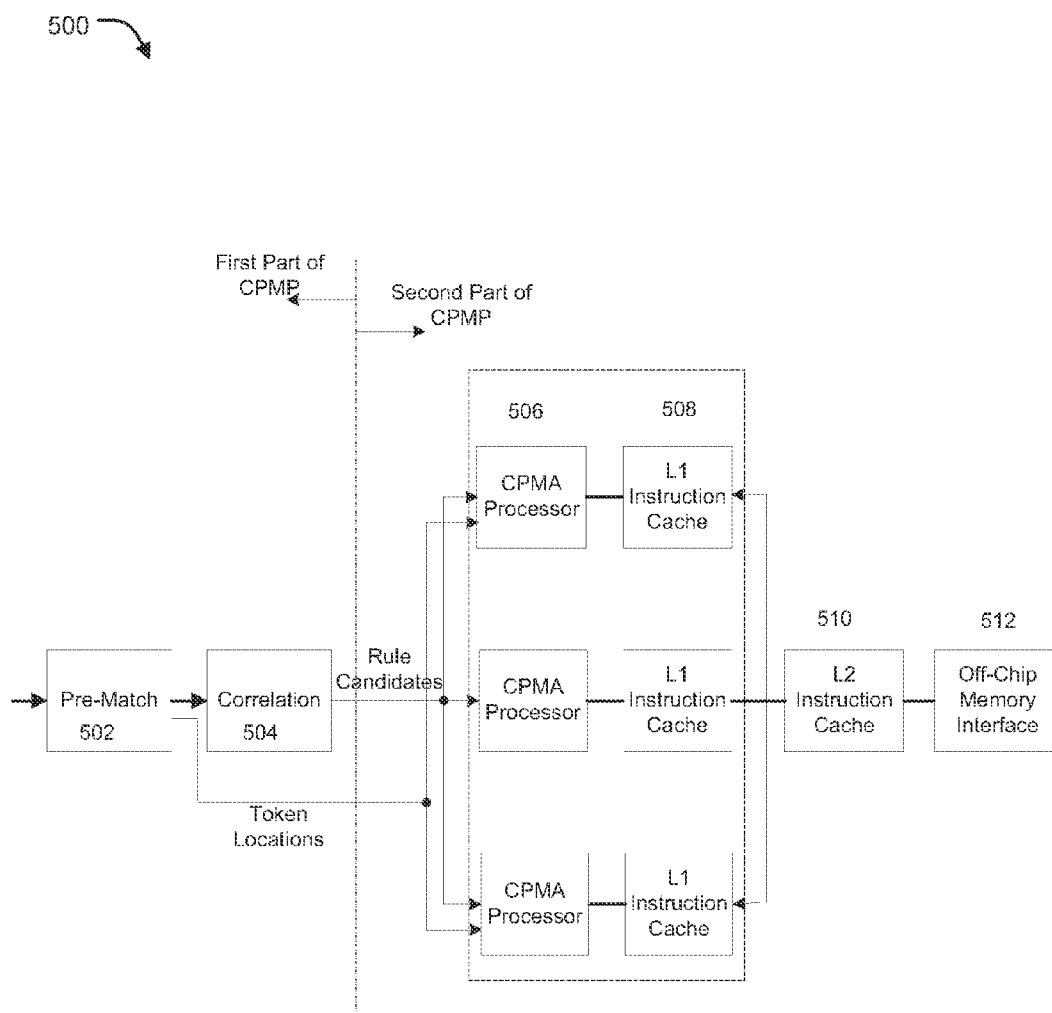 500
First Part of
CPMP
Second Part of
CPMP
506
508
CPMA
Processor
L1
Instruction
Cache
510
512
Pre-Match
502
Correlation
504
Rule
Candidates
CPMA
Processor
L1
Instruction
Cache
L2
Instruction
Cache
Off-Chip
Memory
Interface
Token
Locations
CPMA
Processor
L1
Instruction
Cache